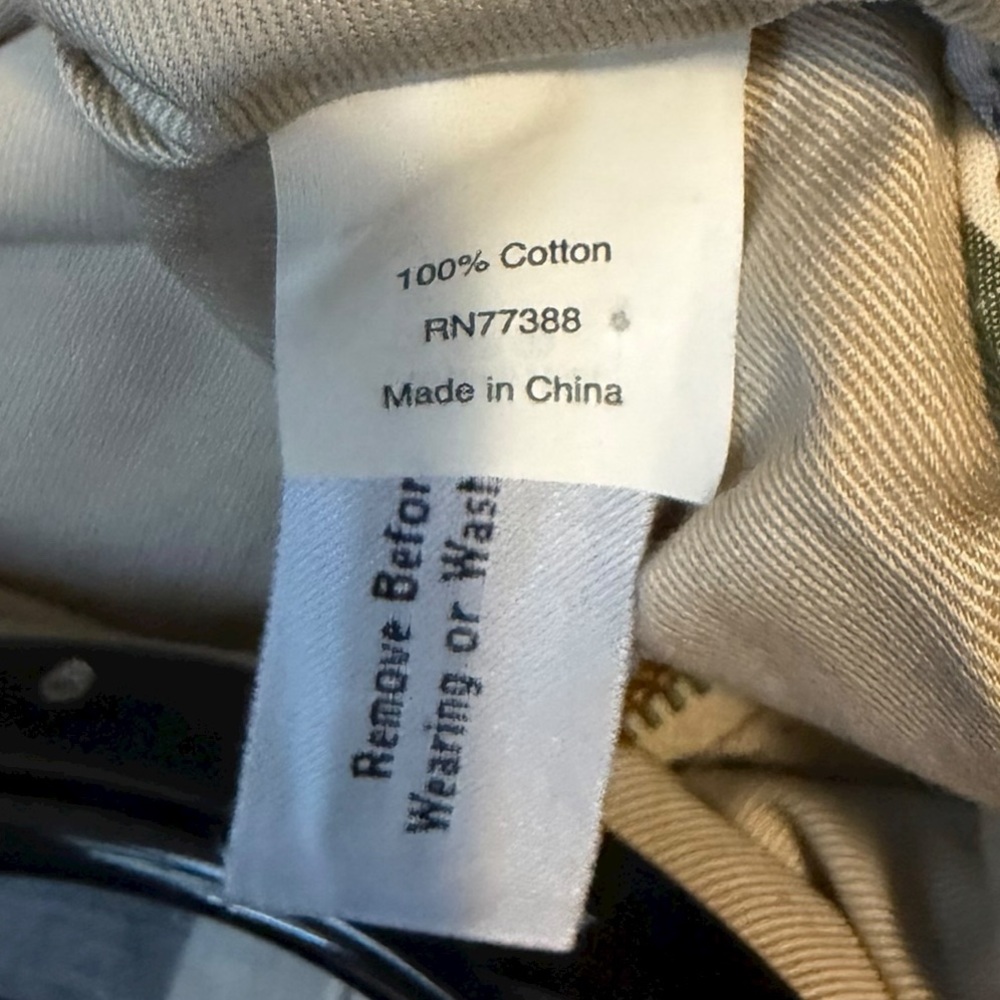 100% Cotton
RN77388
Made in China
Remove Befor
Wearing or Wash